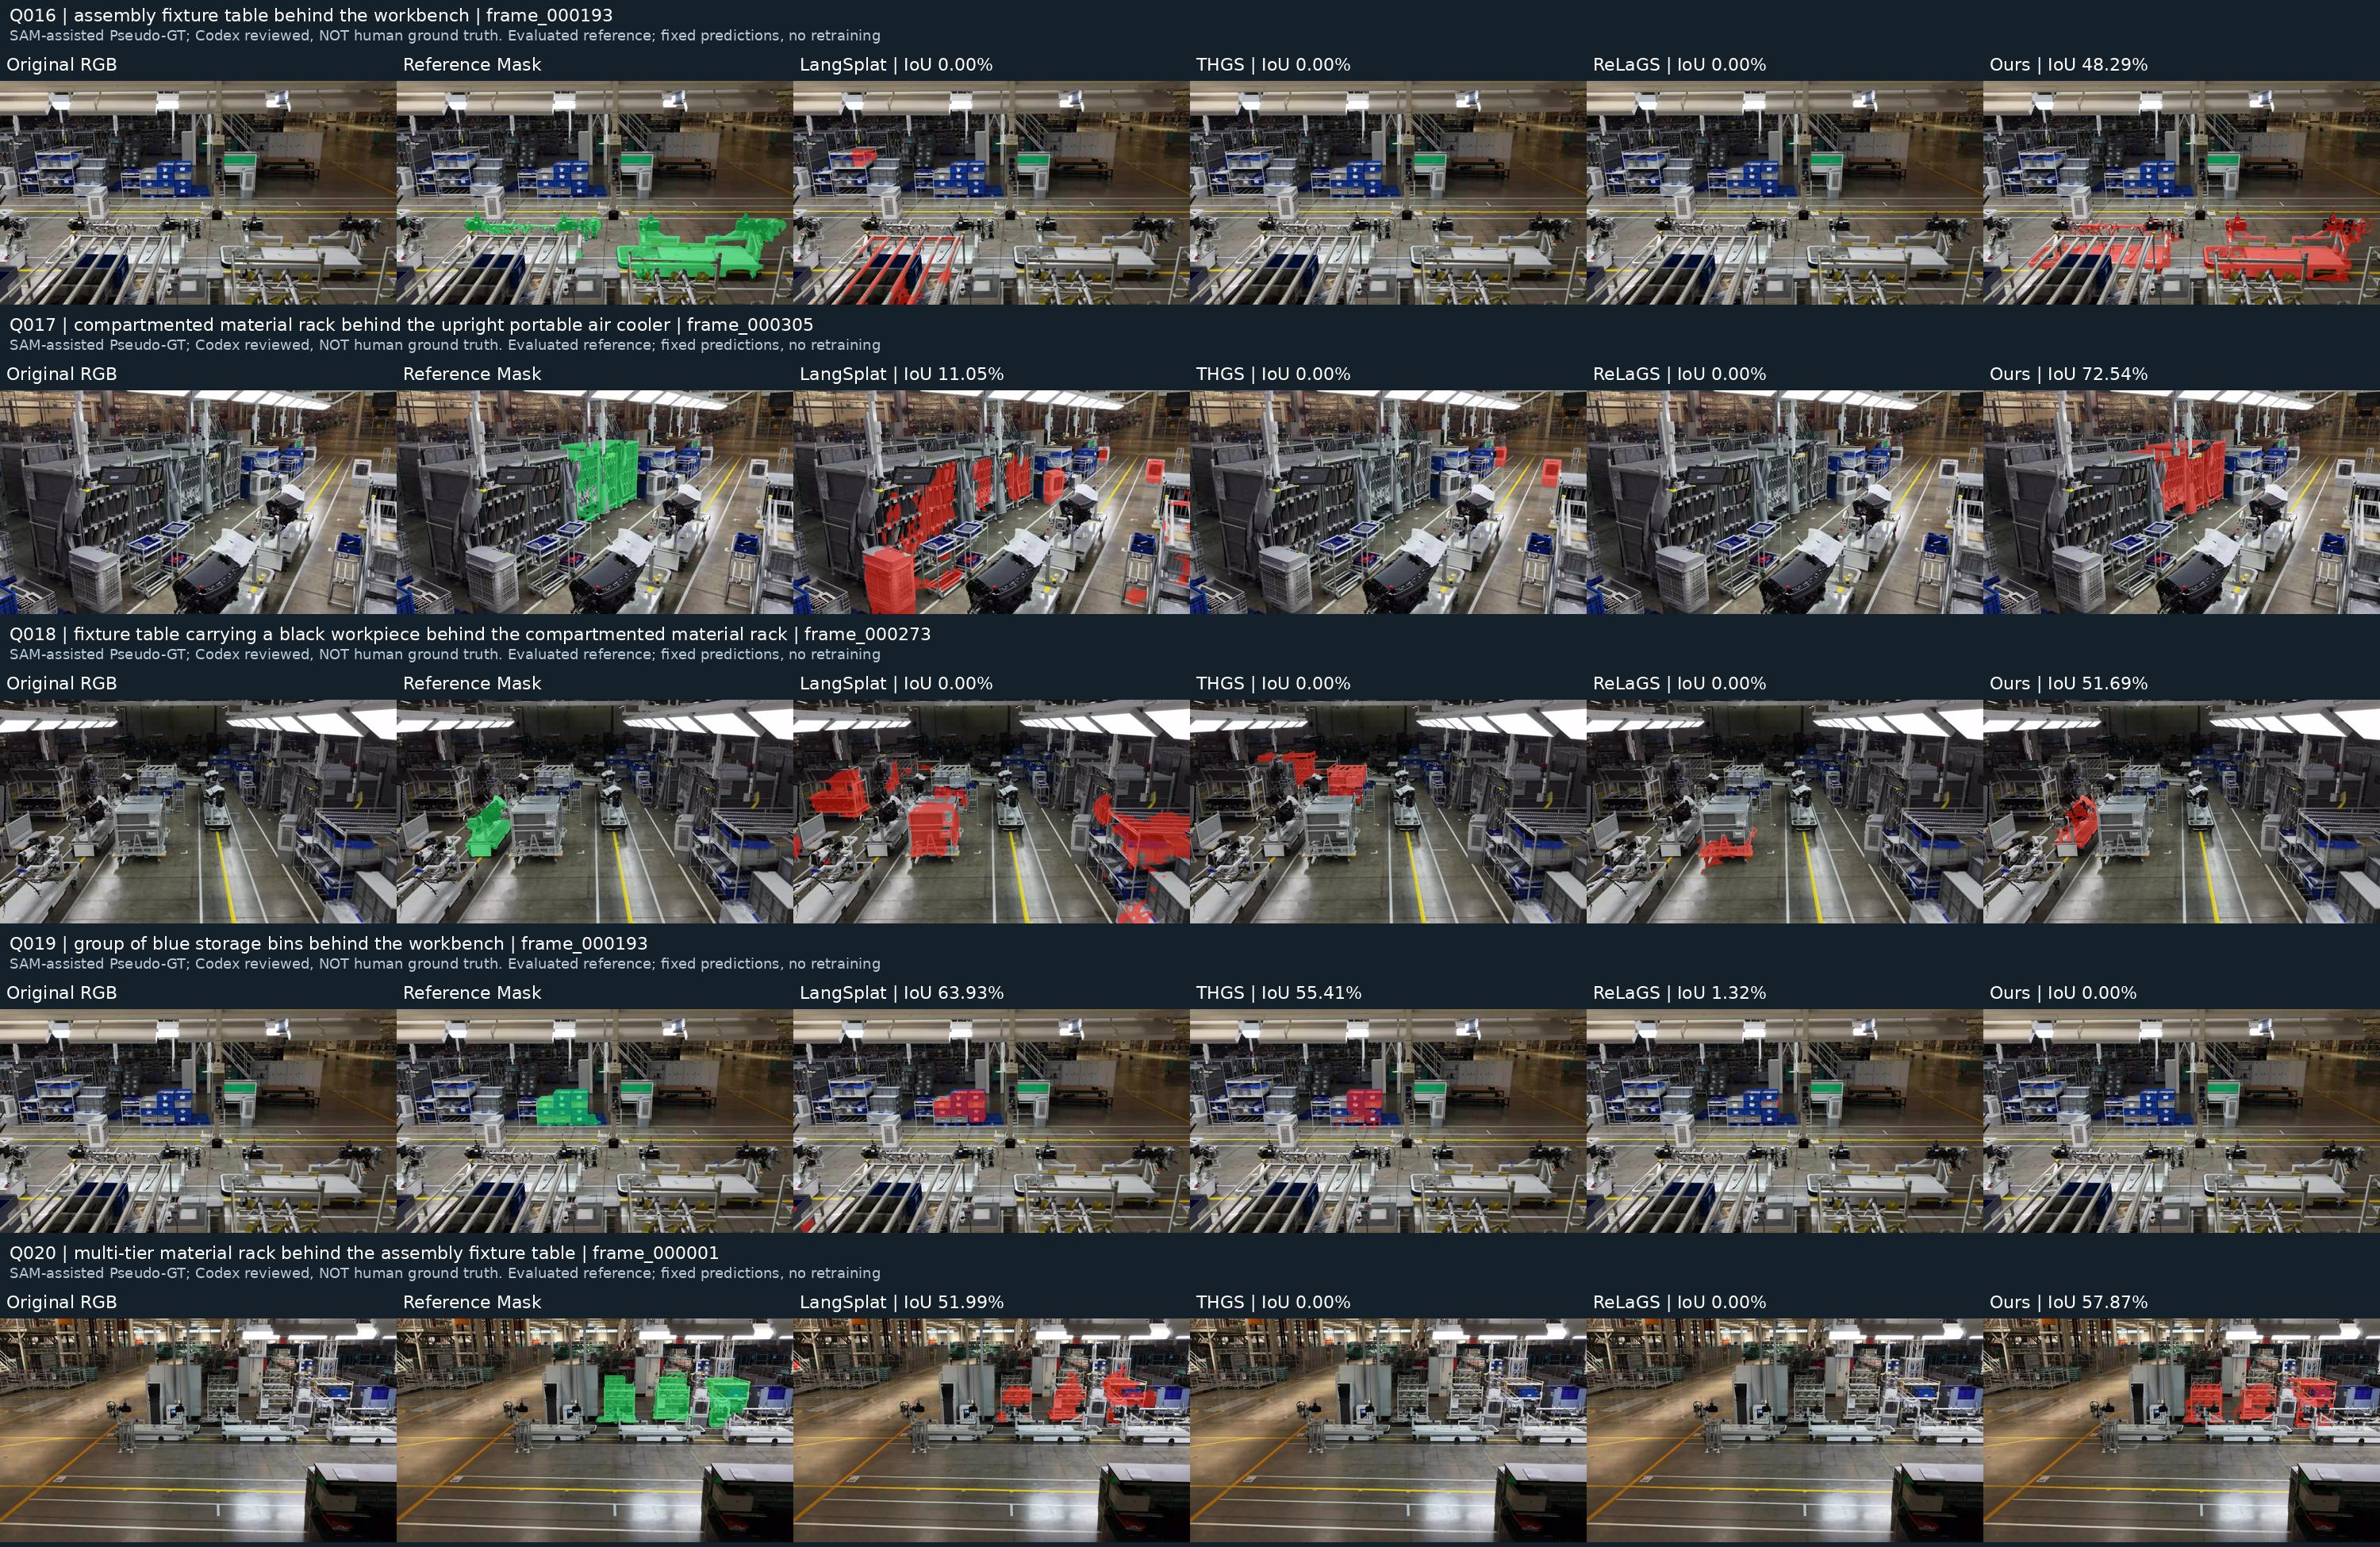 Q016 | assembly fixture table behind the workbench | frame_000193
SAM-assisted Pseudo-GT; Codex reviewed, NOT human ground truth. Evaluated reference; fixed predictions, no retraining
Original RGB
Reference Mask
LangSplat | IoU 0.00%
THGS | IoU 0.00%
ReLaGS | IoU 0.00%
Ours | IoU 48.29%
Q017 | compartmented material rack behind the upright portable air cooler | frame_000305
SAM-assisted Pseudo-GT; Codex reviewed, NOT human ground truth. Evaluated reference; fixed predictions, no retraining
Original RGB
Reference Mask
LangSplat | IoU 11.05%
THGS | IoU 0.00%
ReLaGS | IoU 0.00%
Ours | IoU 72.54%
Q018 | fixture table carrying a black workpiece behind the compartmented material rack | frame_000273
SAM-assisted Pseudo-GT; Codex reviewed, NOT human ground truth. Evaluated reference; fixed predictions, no retraining
Original RGB
Reference Mask
LangSplat | IoU 0.00%
THGS | IoU 0.00%
ReLaGS | IoU 0.00%
Ours | IoU 51.69%
Q019 | group of blue storage bins behind the workbench | frame_000193
SAM-assisted Pseudo-GT; Codex reviewed, NOT human ground truth. Evaluated reference; fixed predictions, no retraining
Original RGB
Reference Mask
LangSplat | IoU 63.93%
THGS | IoU 55.41%
ReLaGS | IoU 1.32%
Ours | IoU 0.00%
Q020 | multi-tier material rack behind the assembly fixture table | frame_000001
SAM-assisted Pseudo-GT; Codex reviewed, NOT human ground truth. Evaluated reference; fixed predictions, no retraining
Original RGB
Reference Mask
LangSplat | IoU 51.99%
THGS | IoU 0.00%
ReLaGS | IoU 0.00%
Ours | IoU 57.87%